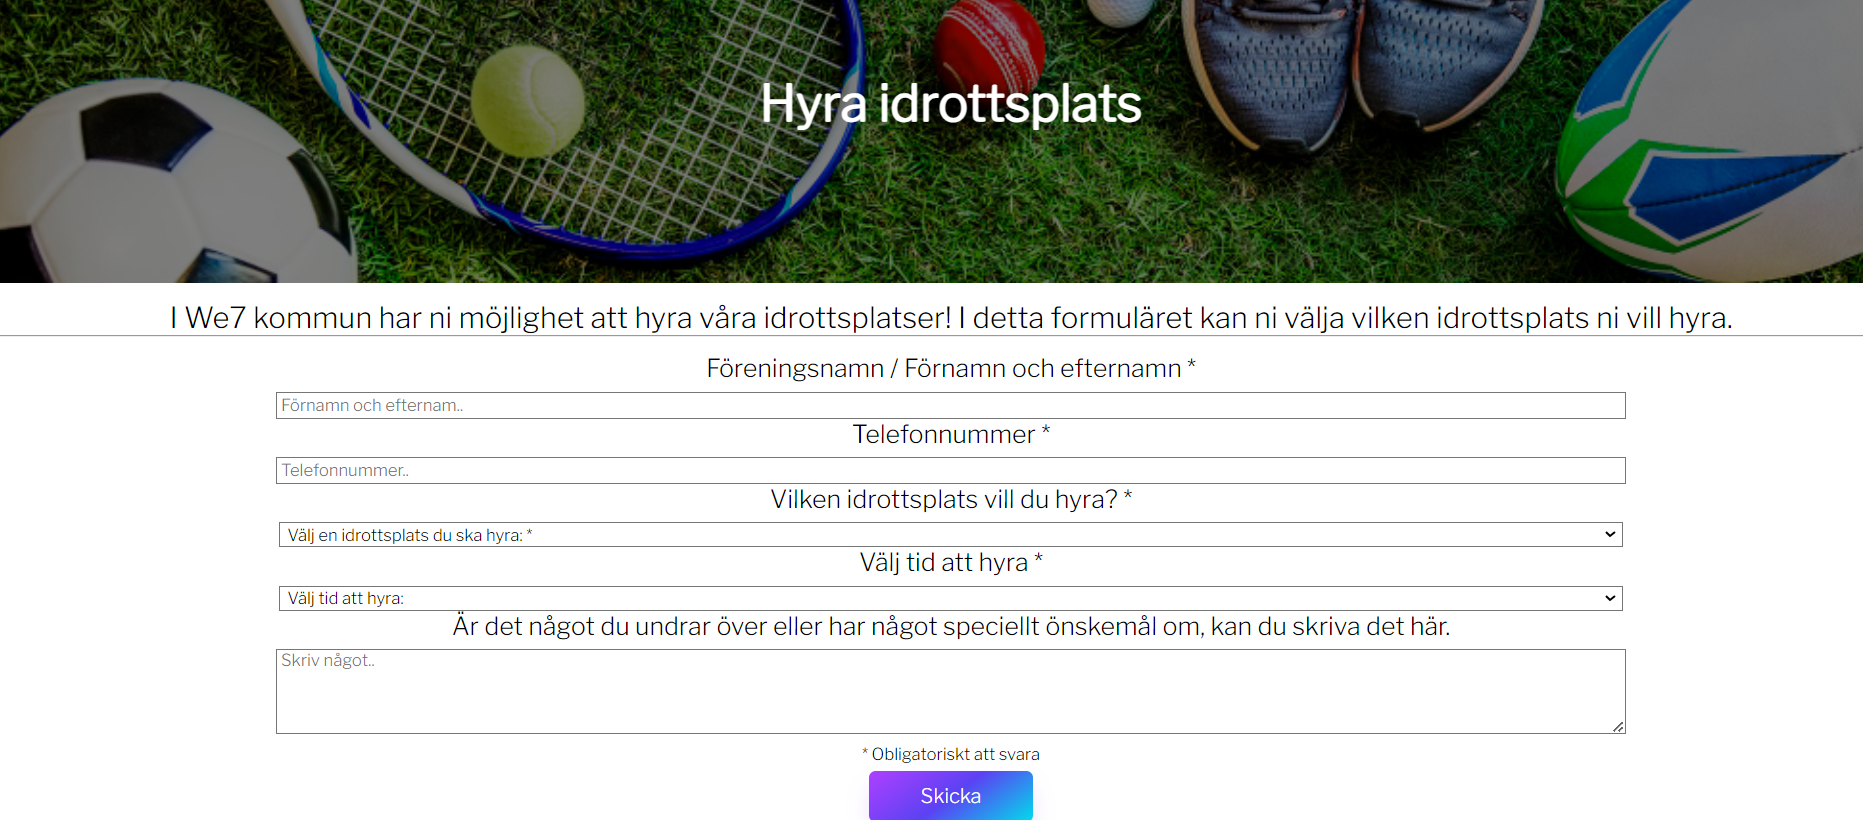 Hyra idrottsplats
I We7 kommun har ni möjlighet att hyra våra idrottsplatser! I detta formuläret kan ni välja vilken idrottsplats ni vill hyra.
Föreningsnamn / Förnamn och efternamn *
Förnamn och efternam..
Telefonnummer *
Telefonnummer..
Vilken idrottsplats vill du hyra? *
Välj en idrottsplats du ska hyra: *
Välj tid att hyra *
Välj tid att hyra:
Är det något du undrar över eller har något speciellt önskemål om, kan du skriva det här.
Skriv något..
* Obligatoriskt att svara
Skicka